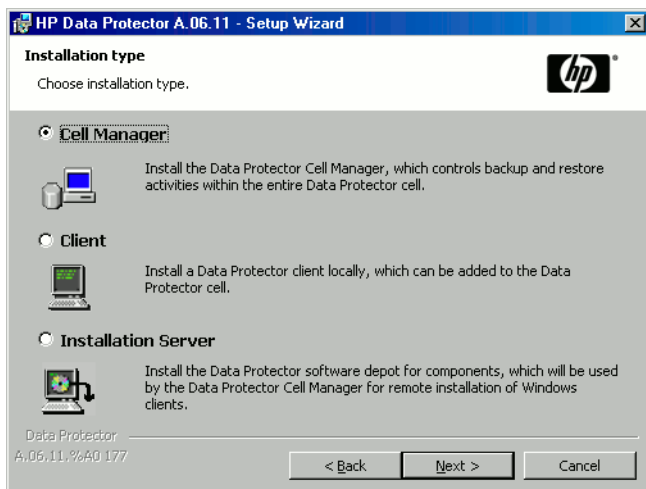 HP Data Protector A.06.11 - Setup Wizard
Installation type
Choose installation type.
hp
Cell Manager
Install the Data Protector Cell Manager, which controls backup and restore
activities within the entire Data Protector cell.
Client
Install a Data Protector client locally, which can be added to the Data
Protector cell.
Installation Server
Install the Data Protector software depot for components, which will be used
by the Data Protector Cell Manager for remote installation of Windows
clients.
Data Protector
A.06.11.%A0 177
< Back
Next >
Cancel